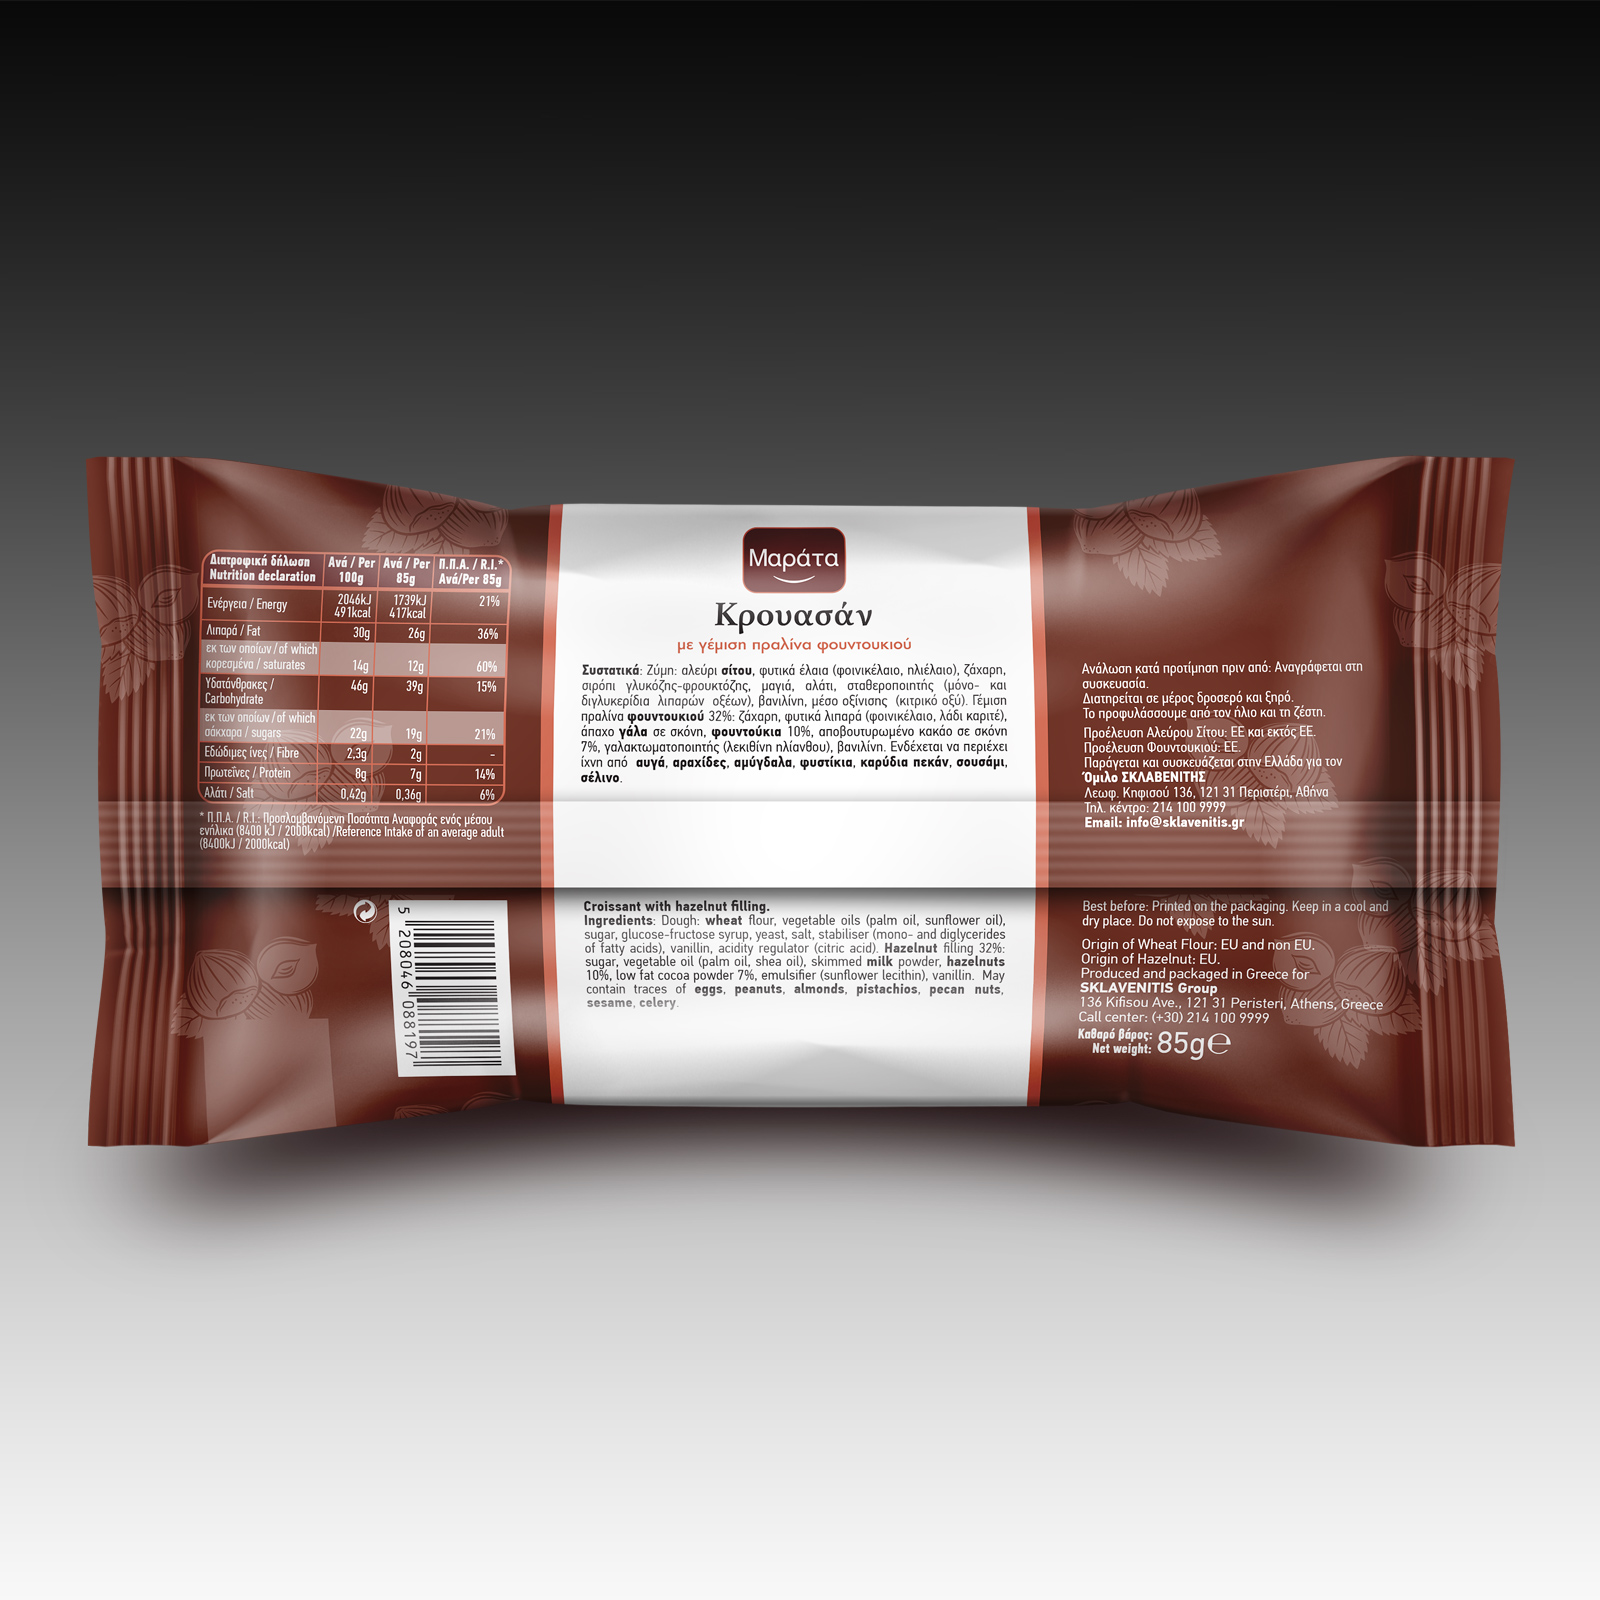 Διατροφική δήλωση
Nutrition declaration
Ανά / Per
100g
Ανά / Per
85g
Π.Π.Α. / R.I.*
Ανά/Per 85g
Ενέργεια / Energy
2046kJ
491kcal
1739kJ
417kcal
21%
Λιπαρά / Fat
30g
26g
36%
εκ των οποίων / of which
κορεσμένα / saturates
14g
12g
60%
Υδατάνθρακες /
Carbohydrate
46g
39g
15%
εκ των οποίων / of which
σάκχαρα / sugars
22g
19g
21%
Εδώδιμες ίνες / Fibre
2,3g
2g
-
Πρωτεΐνες / Protein
8g
7g
14%
Αλάτι / Salt
0,42g
0,36g
6%
* Π.Π.Α. / R.I.: Προσλαμβανόμενη Ποσότητα Αναφοράς ενός μέσου
ενήλικα (8400 kJ / 2000kcal) /Reference Intake of an average adult
(8400kJ / 2000kcal)
5 208046 088197
Μαράτα
Κρουασάν
με γέμιση πραλίνα φουντουκιού
Συστατικά: Ζύμη: αλεύρι σίτου, φυτικά έλαια (φοινικέλαιο, ηλιέλαιο), ζάχαρη,
σιρόπι γλυκόζης-φρουκτόζης, μαγιά, αλάτι, σταθεροποιητής (μόνο- και
διγλυκερίδια λιπαρών οξέων), βανιλίνη, μέσο οξίνισης (κιτρικό οξύ). Γέμιση
πραλίνα φουντουκιού 32%: ζάχαρη, φυτικά λιπαρά (φοινικέλαιο, λάδι καριτέ),
άπαχο γάλα σε σκόνη, φουντούκια 10%, αποβουτυρωμένο κακάο σε σκόνη
7%, γαλακτωματοποιητής (λεκιθίνη ηλίανθου), βανιλίνη. Ενδέχεται να περιέχει
ίχνη από αυγά, αραχίδες, αμύγδαλα, φυστίκια, καρύδια πεκάν, σουσάμι,
σέλινο.
Croissant with hazelnut filling.
Ingredients: Dough: wheat flour, vegetable oils (palm oil, sunflower oil),
sugar, glucose-fructose syrup, yeast, salt, stabiliser (mono- and diglycerides
of fatty acids), vanillin, acidity regulator (citric acid). Hazelnut filling 32%:
sugar, vegetable oil (palm oil, shea oil), skimmed milk powder, hazelnuts
10%, low fat cocoa powder 7%, emulsifier (sunflower lecithin), vanillin. May
contain traces of eggs, peanuts, almonds, pistachios, pecan nuts,
sesame, celery.
Ανάλωση κατά προτίμηση πριν από: Αναγράφεται στη
συσκευασία.
Διατηρείται σε μέρος δροσερό και ξηρό.
Το προφυλάσσουμε από τον ήλιο και τη ζέστη.
Προέλευση Αλεύρου Σίτου: ΕΕ και εκτός ΕΕ.
Προέλευση Φουντουκιού: ΕΕ.
Παράγεται και συσκευάζεται στην Ελλάδα για τον
Όμιλο ΣΚΛΑΒΕΝΙΤΗΣ
Λεωφ. Κηφισού 136, 121 31 Περιστέρι, Αθήνα
Τηλ. κέντρο: 214 100 9999
Email: info@sklavenitis.gr
Best before: Printed on the packaging. Keep in a cool and
dry place. Do not expose to the sun.
Origin of Wheat Flour: EU and non EU.
Origin of Hazelnut: EU.
Produced and packaged in Greece for
SKLAVENITIS Group
136 Kifisou Ave., 121 31 Peristeri, Athens, Greece
Call center: (+30) 214 100 9999
Καθαρό βάρος:
Net weight: 85g℮